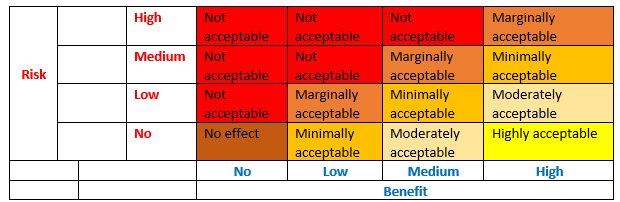 High Not Not Not Marginally
acceptable acceptable acceptable acceptable
Medium Not Not Marginally Minimally
Risk acceptable acceptable acceptable acceptable
Low Not Marginally Minimally Moderately
acceptable acceptable acceptable acceptable
No No effect Minimally Moderately Highly acceptable
acceptable acceptable
No Low Medium High
Benefit